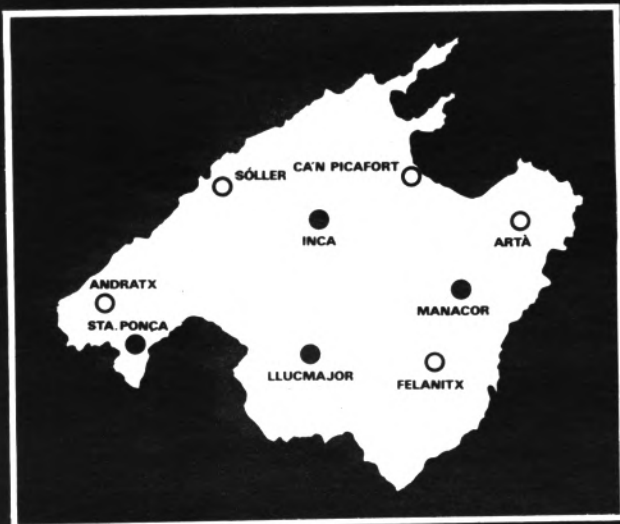 CA'N PICAFORT
SÓLLER
INCA
ARTÀ
ANDRATX
MANACOR
STA. PONÇA
LLUCMAJOR
FELANITX